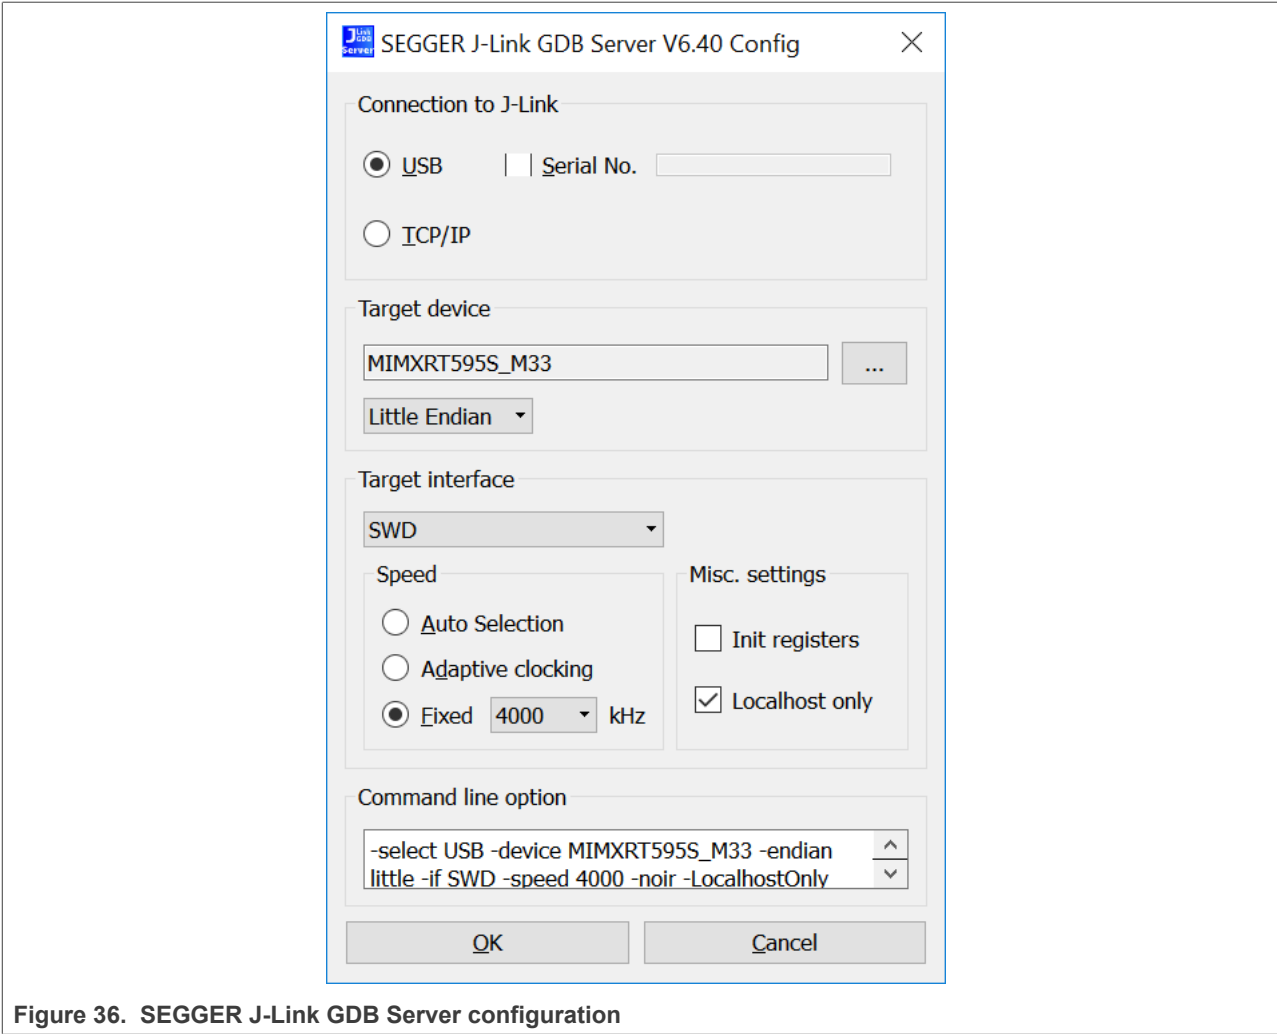 J-Link GDB Server
SEGGER J-Link GDB Server V6.40 Config
Connection to J-Link
USB Serial No.
TCP/IP
Target device
MIMXRT595S_M33 ...
Little Endian
Target interface
SWD
Speed
Auto Selection
Adaptive clocking
Fixed 4000 kHz
Misc. settings
Init registers
Localhost only
Command line option
-select USB -device MIMXRT595S_M33 -endian
little -if SWD -speed 4000 -noir -LocalhostOnly
OK Cancel
Figure 36. SEGGER J-Link GDB Server configuration